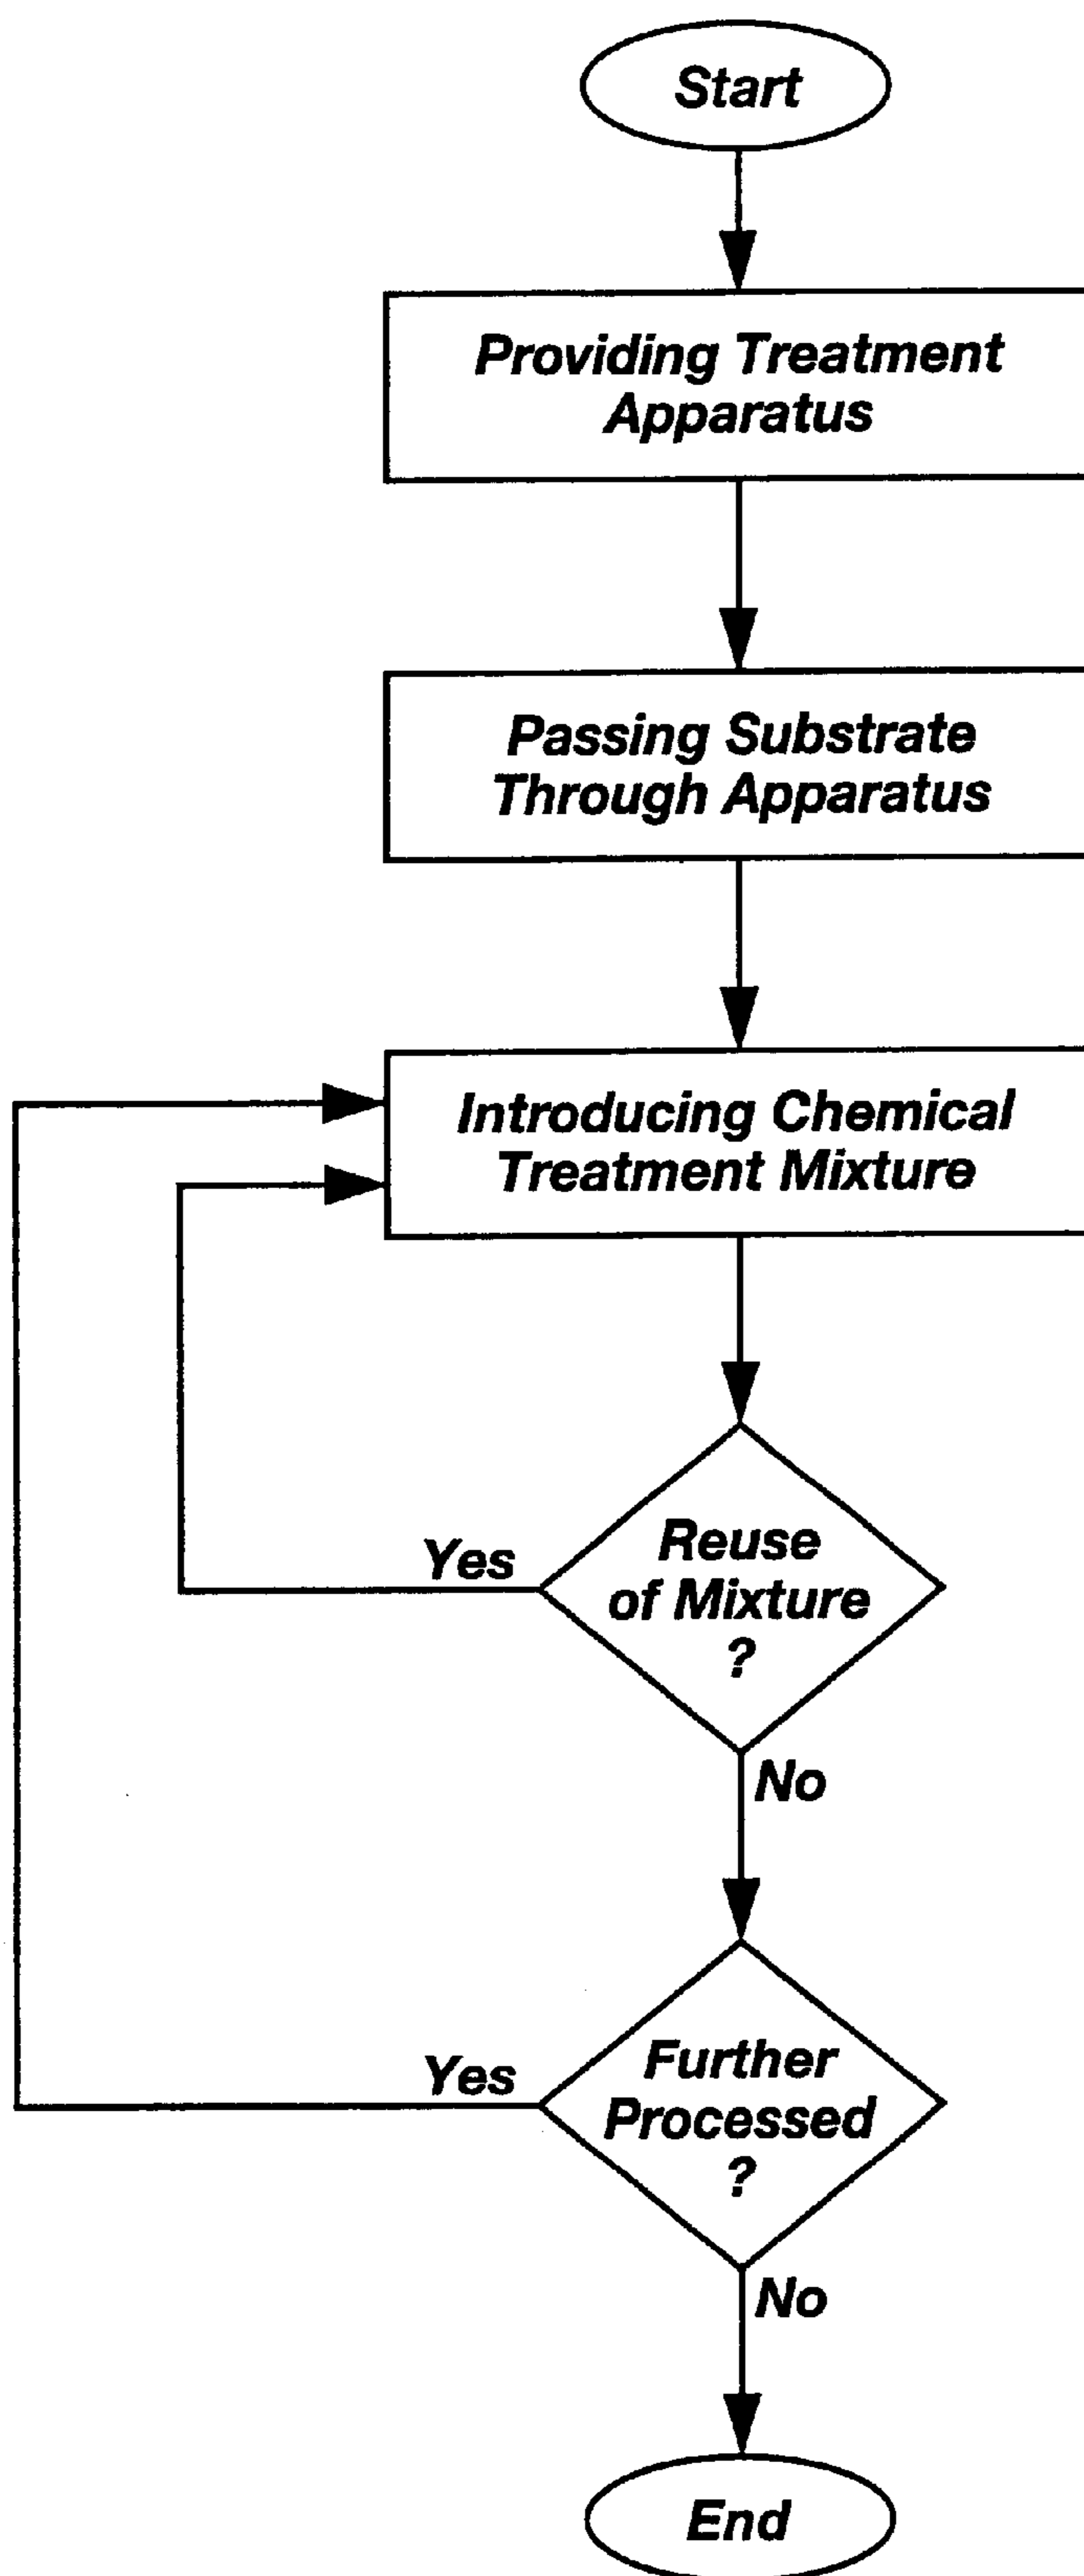 Start
Providing Treatment
Apparatus
Passing Substrate
Through Apparatus
Introducing Chemical
Treatment Mixture
Yes
Reuse
of Mixture
?
No
Yes
Further
Processed
?
No
End